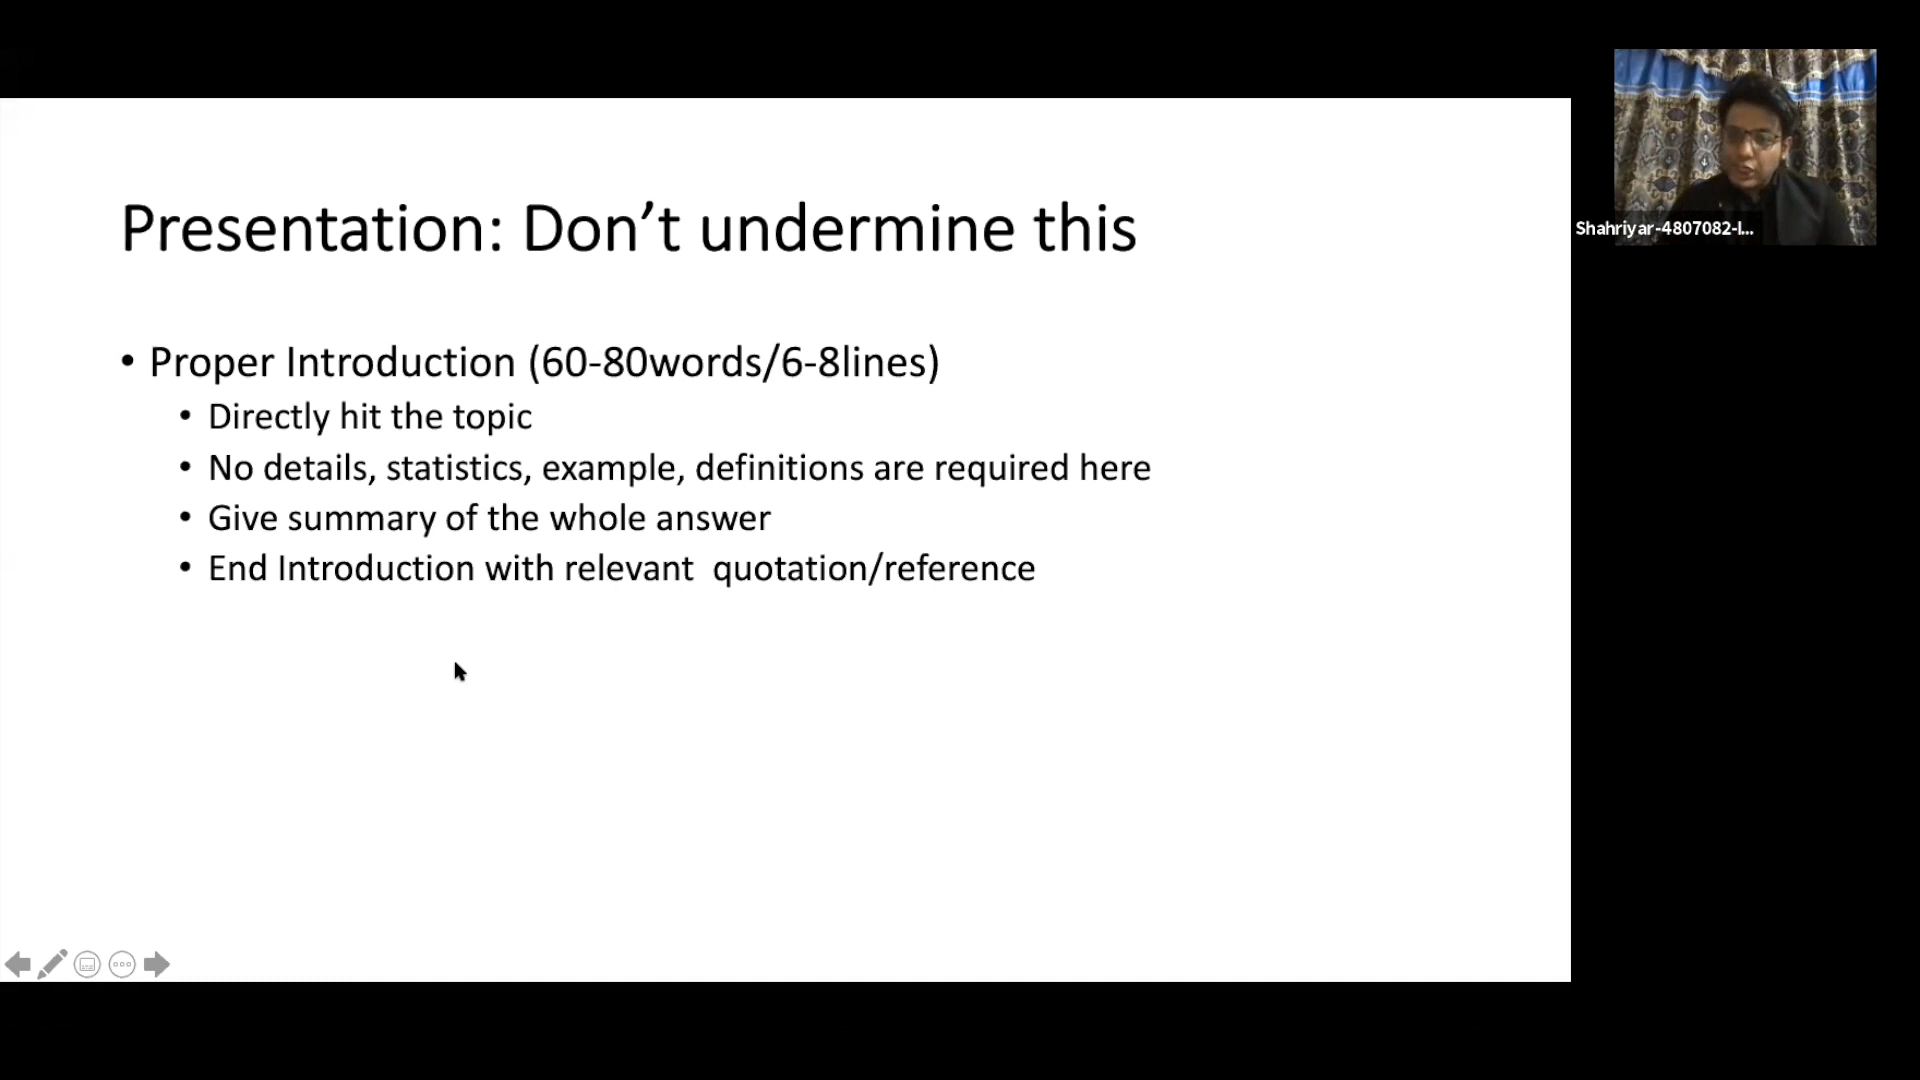 Presentation: Don’t undermine this
• Proper Introduction (60-80words/6-8lines)
• Directly hit the topic
• No details, statistics, example, definitions are required here
• Give summary of the whole answer
• End Introduction with relevant  quotation/reference
Shahriyar-4807082-I...